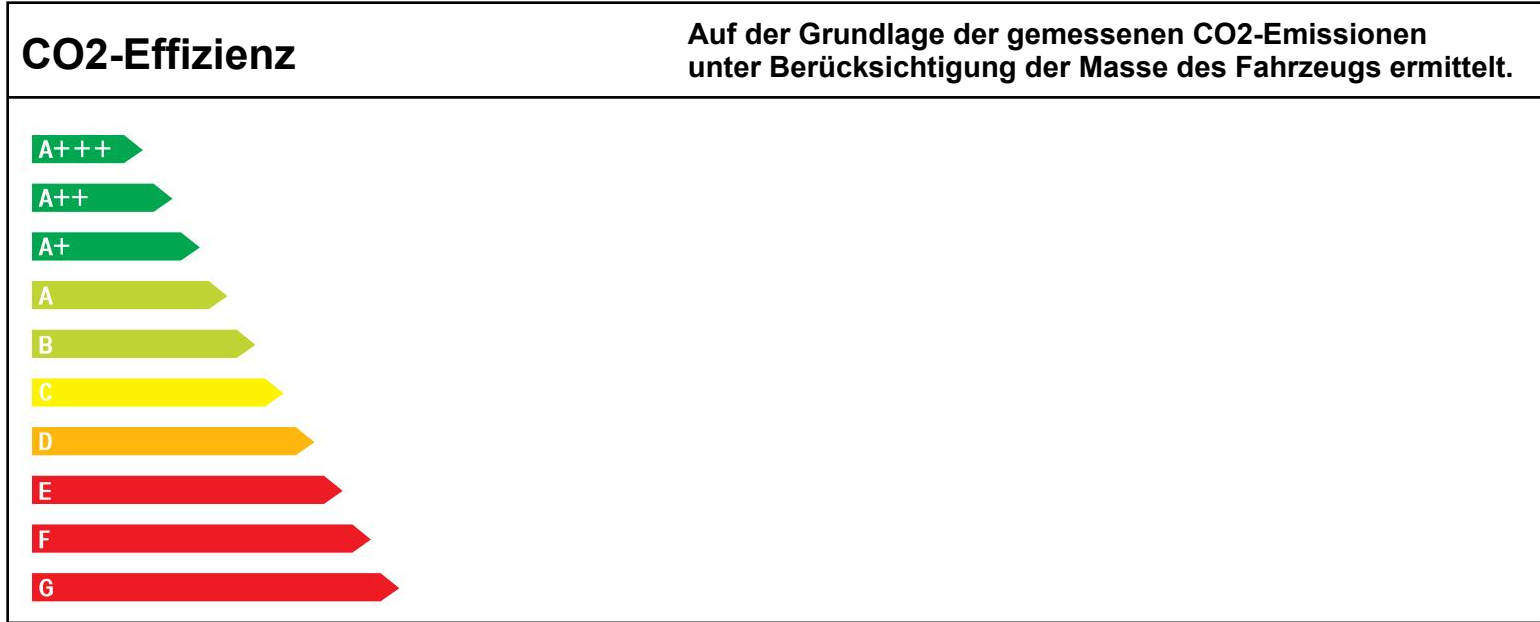 CO2-Effizienz
Auf der Grundlage der gemessenen CO2-Emissionen
unter Berücksichtigung der Masse des Fahrzeugs ermittelt.
A+++
A++
A+
A
B
C
D
E
F
G